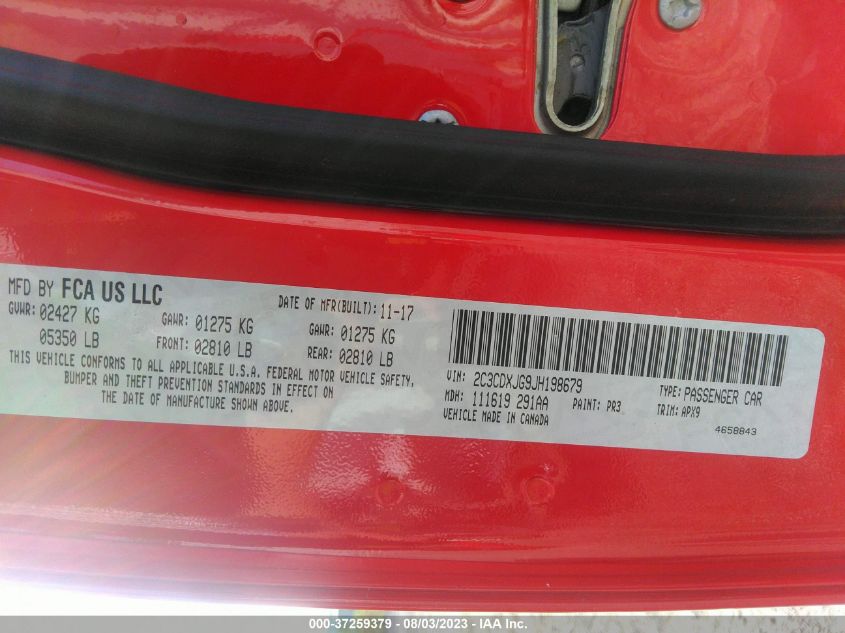 MFD BY FCA US LLC
DATE OF MFR(BUILT): 11-17
GVWR: 02427 KG
GAWR: 01275 KG
GAWR: 01275 KG
05350 LB
FRONT: 02810 LB
REAR: 02810 LB
THIS VEHICLE CONFORMS TO ALL APPLICABLE U.S.A. FEDERAL MOTOR VEHICLE SAFETY,
BUMPER AND THEFT PREVENTION STANDARDS IN EFFECT ON
THE DATE OF MANUFACTURE SHOWN ABOVE.
VIN: 2C3CDXJG9JH198679
TYPE: PASSENGER CAR
MDH: 111619 291AA
PAINT: PR3
TRIM: APX9
VEHICLE MADE IN CANADA
4658843
000-37259379 - 08/03/2023 - IAAI.COM